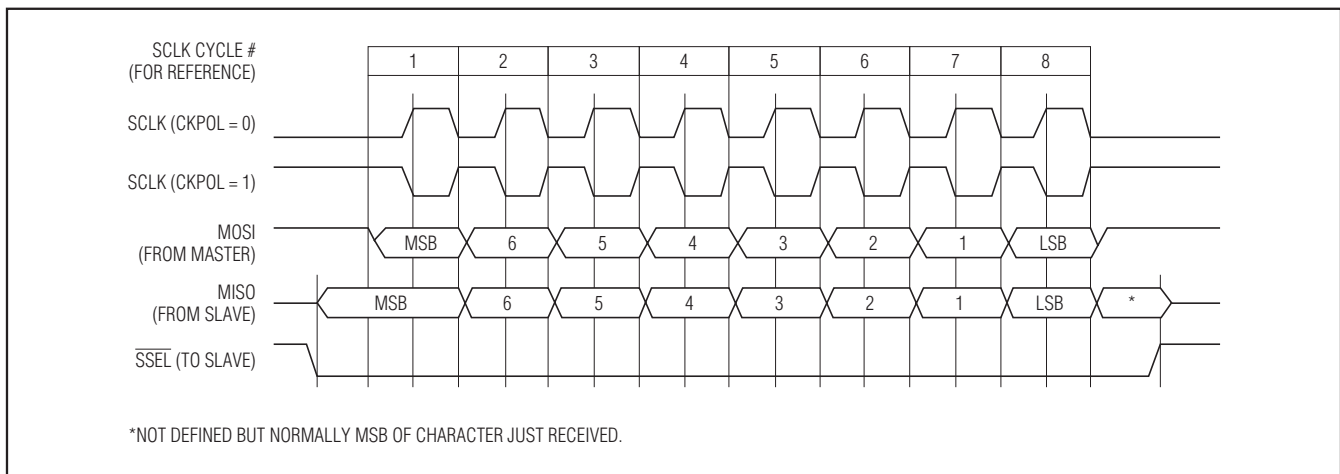 SCLK CYCLE #
(FOR REFERENCE)
1 2 3 4 5 6 7 8
SCLK (CKPOL = 0)
SCLK (CKPOL = 1)
MOSI
(FROM MASTER)
MSB 6 5 4 3 2 1 LSB
MISO
(FROM SLAVE)
MSB 6 5 4 3 2 1 LSB *
SSEL (TO SLAVE)
*NOT DEFINED BUT NORMALLY MSB OF CHARACTER JUST RECEIVED.